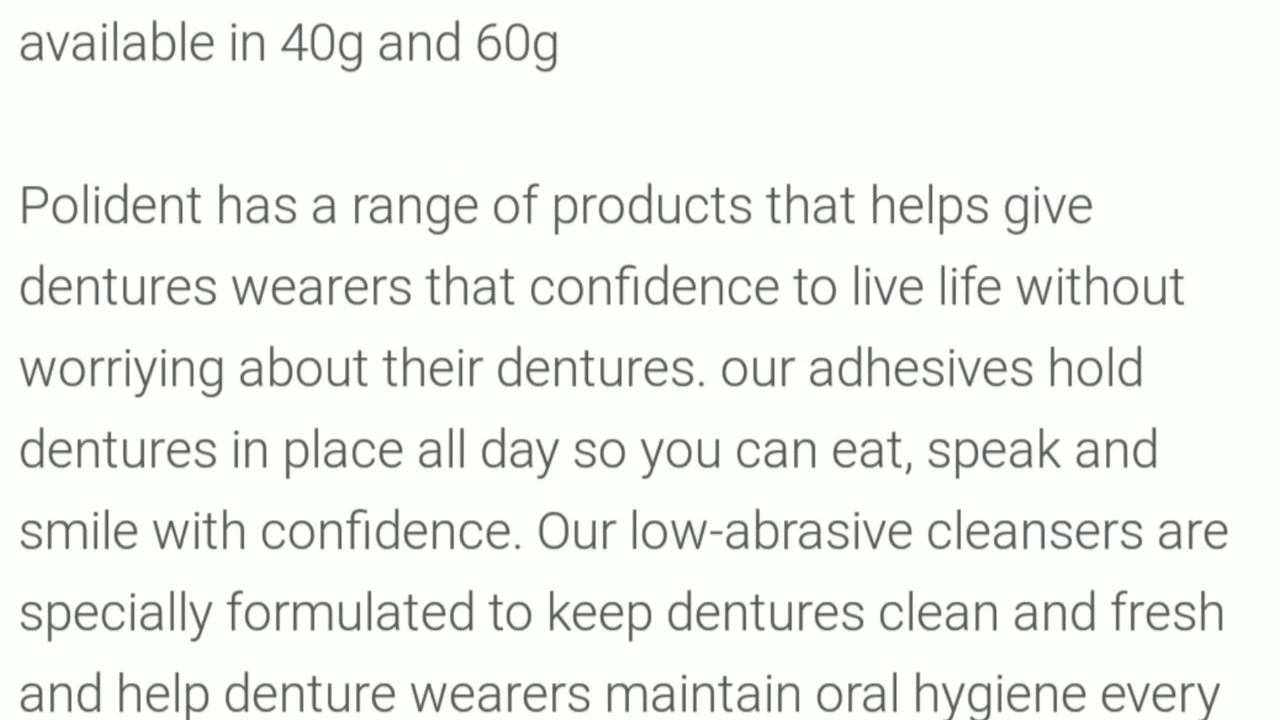 available in 40g and 60g
Polident has a range of products that helps give
dentures wearers that confidence to live life without
worriying about their dentures. our adhesives hold
dentures in place all day so you can eat, speak and
smile with confidence. Our low-abrasive cleansers are
specially formulated to keep dentures clean and fresh
and help denture wearers maintain oral hygiene every